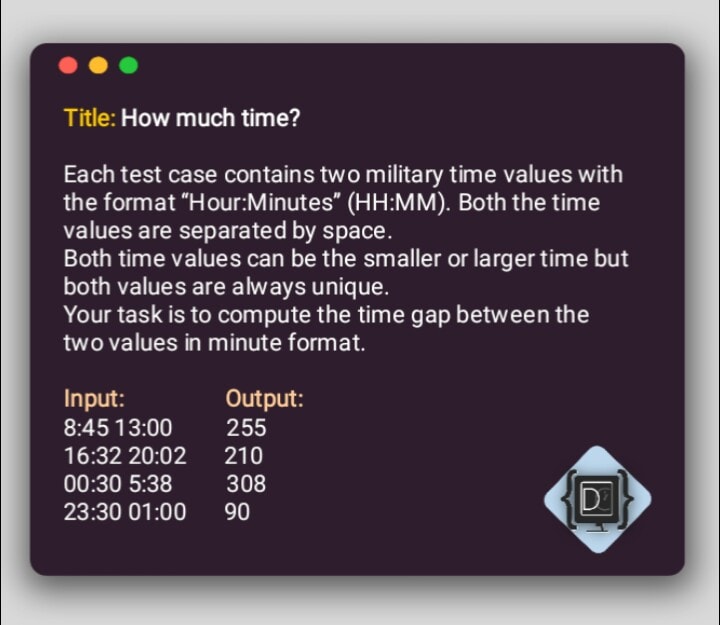 Title: How much time?
Each test case contains two military time values with
the format “Hour:Minutes” (HH:MM). Both the time
values are separated by space.
Both time values can be the smaller or larger time but
both values are always unique.
Your task is to compute the time gap between the
two values in minute format.
Input: Output:
8:45 13:00 255
16:32 20:02 210
00:30 5:38 308
23:30 01:00 90
{DC}